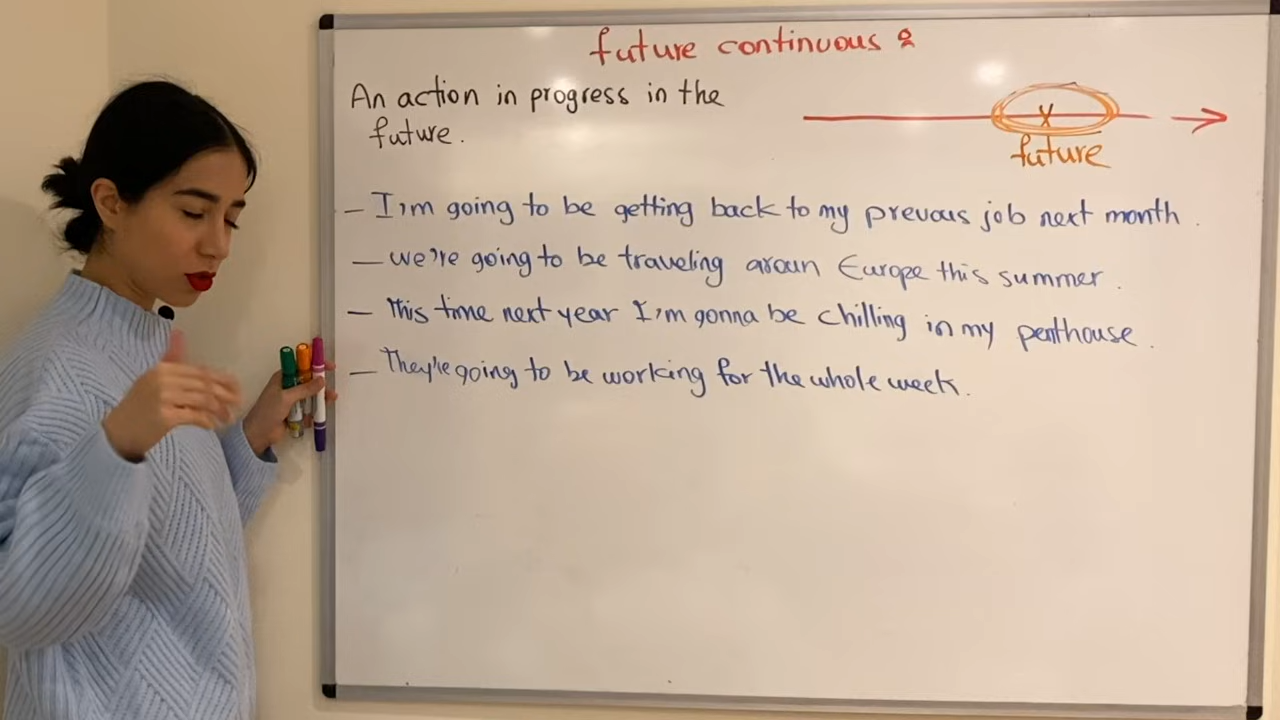 future continuous :
An action in progress in the
future.
future
- I'm going to be getting back to my prevous job next month.
- we're going to be traveling aroun Europe this summer.
- This time next year I'm gonna be chilling in my penthouse.
- They're going to be working for the whole week.